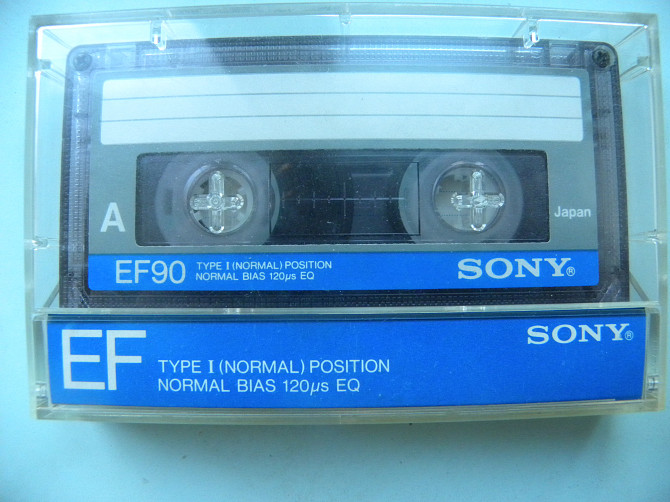 A
Japan
EF90
TYPE I (NORMAL) POSITION
NORMAL BIAS 120µs EQ
SONY®
EF
TYPE I (NORMAL) POSITION
NORMAL BIAS 120µs EQ
SONY®